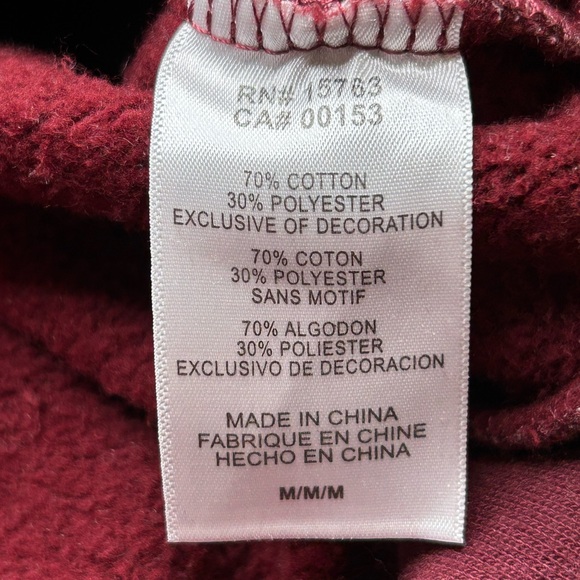 RN# 15763
CA# 00153
70% COTTON
30% POLYESTER
EXCLUSIVE OF DECORATION
70% COTON
30% POLYESTER
SANS MOTIF
70% ALGODON
30% POLIESTER
EXCLUSIVO DE DECORACION
MADE IN CHINA
FABRIQUE EN CHINE
HECHO EN CHINA
M/M/M